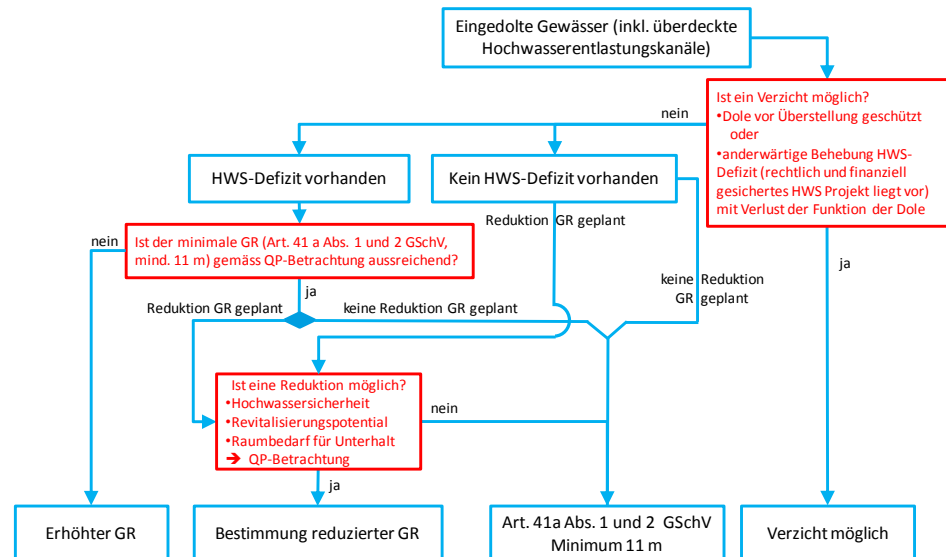 Eingedolte Gewässer (inkl. überdeckte
Hochwasserentlastungskanäle)
Ist ein Verzicht möglich?
•Dole vor Überstellung geschützt
oder
•anderwärtige Behebung HWS-
Defizit (rechtlich und finanziell
gesichertes HWS Projekt liegt vor)
mit Verlust der Funktion der Dole
nein
HWS-Defizit vorhanden
Kein HWS-Defizit vorhanden
Reduktion GR geplant
nein
Ist der minimale GR (Art. 41 a Abs. 1 und 2 GSchV,
mind. 11 m) gemäss QP-Betrachtung aussreichend?
ja
keine Reduktion
GR geplant
ja
Reduktion GR geplant
keine Reduktion GR geplant
Ist eine Reduktion möglich?
•Hochwassersicherheit
•Revitalisierungspotential
•Raumbedarf für Unterhalt
➔ QP-Betrachtung
nein
ja
Erhöhter GR
Bestimmung reduzierter GR
Art. 41a Abs. 1 und 2 GSchV
Minimum 11 m
Verzicht möglich